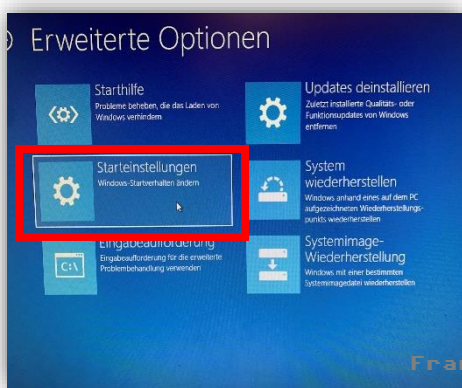 Erweiterte Optionen
Starthilfe
Probleme beheben, die das Laden von
Windows verhindern
Starteinstellungen
Windows-Startverhalten ändern
Eingabeaufforderung
Eingabeaufforderung für die erweiterte
Problembehandlung verwenden
C:\
Updates deinstallieren
Zuletzt installierte Qualitäts- oder
Funktionsupdates von Windows
entfernen
System
wiederherstellen
Windows anhand eines auf dem PC
aufgezeichneten Wiederherstellungs-
punkts wiederherstellen
Systemimage-
Wiederherstellung
Windows mit einer bestimmten
Systemimagedatei wiederherstellen
Fra